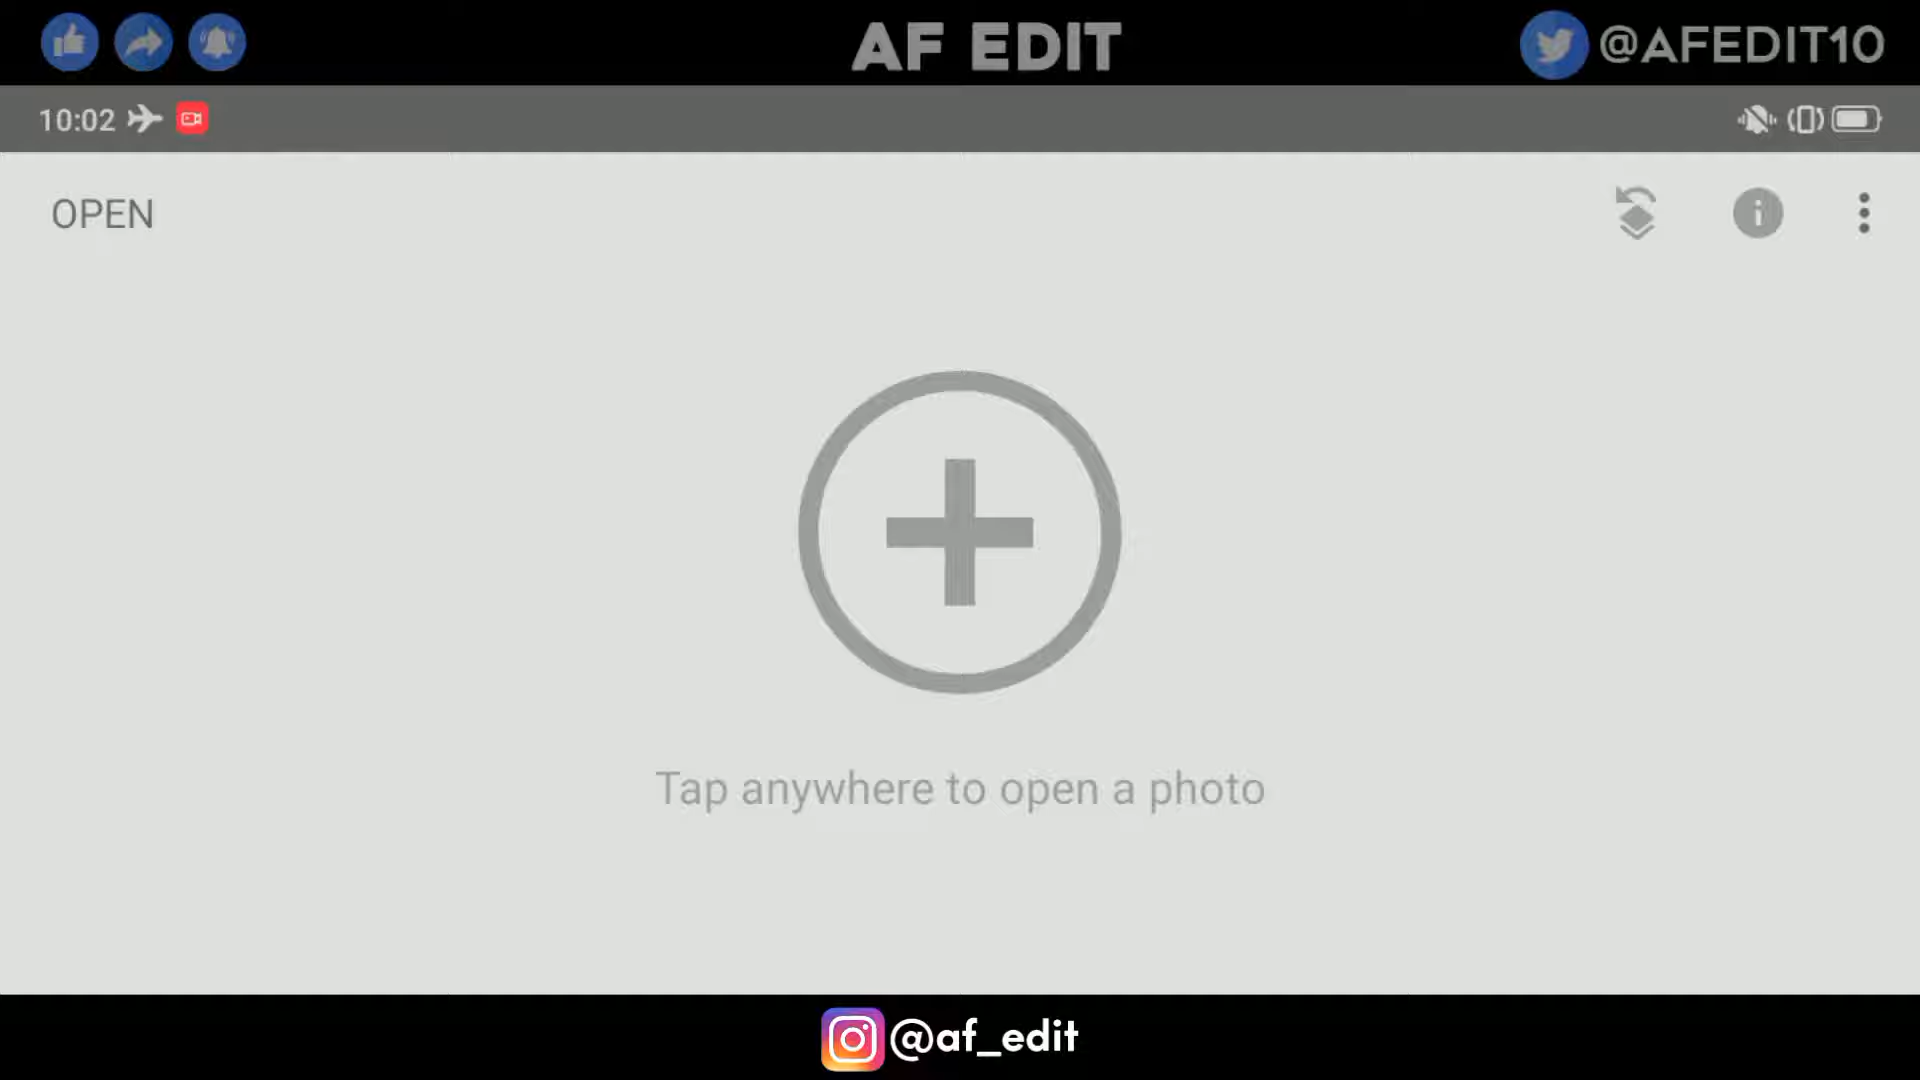 AF EDIT
@AFEDIT10
10:02
OPEN
Tap anywhere to open a photo
@af_edit